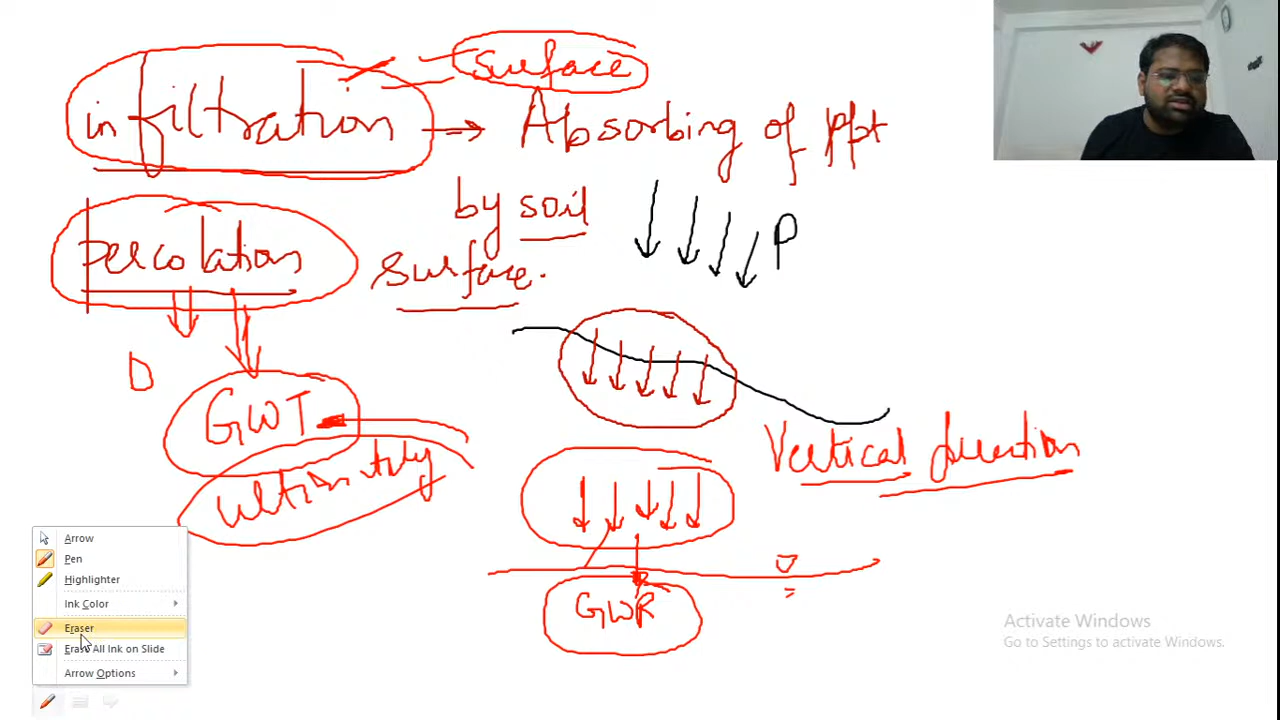 surface
infiltration → Absorbing of ppt
by soil
surface.
percolation
P
D
GWT
ultimately
Vertical direction
GWR
Arrow
Pen
Highlighter
Ink Color
Eraser
Erase All Ink on Slide
Arrow Options
Activate Windows
Go to Settings to activate Windows.